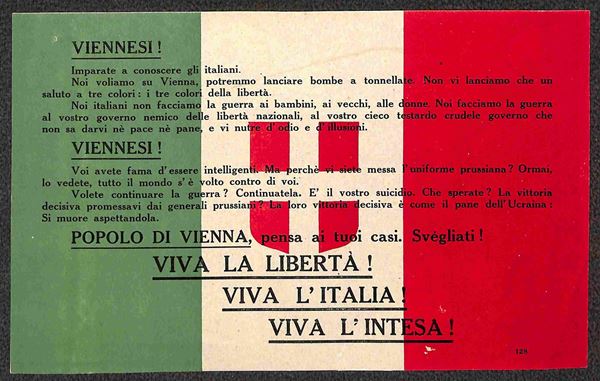 VIENNESI !
Imparate a conoscere gli italiani.
Noi voliamo su Vienna, potremmo lanciare bombe a tonnellate. Non vi lanciamo che un
saluto a tre colori : i tre colori della libertà.
Noi italiani non facciamo la guerra ai bambini, ai vecchi, alle donne. Noi facciamo la guerra
al vostro governo nemico delle libertà nazionali, al vostro cieco testardo crudele governo che
non sa darvi nè pace nè pane, e vi nutre d'odio e d'illusioni.
VIENNESI !
Voi avete fama d'essere intelligenti. Ma perchè vi siete messa l'uniforme prussiana ? Ormai,
lo vedete, tutto il mondo s'è volto contro di voi.
Volete continuare la guerra ? Continuatela. E' il vostro suicidio. Che sperate ? La vittoria
decisiva promessavi dai generali prussiani ? La loro vittoria decisiva è come il pane dell'Ucraina :
Si muore aspettandola.
POPOLO DI VIENNA, pensa ai tuoi casi. Svegliati !
VIVA LA LIBERTÀ !
VIVA L'ITALIA !
VIVA L'INTESA !
128